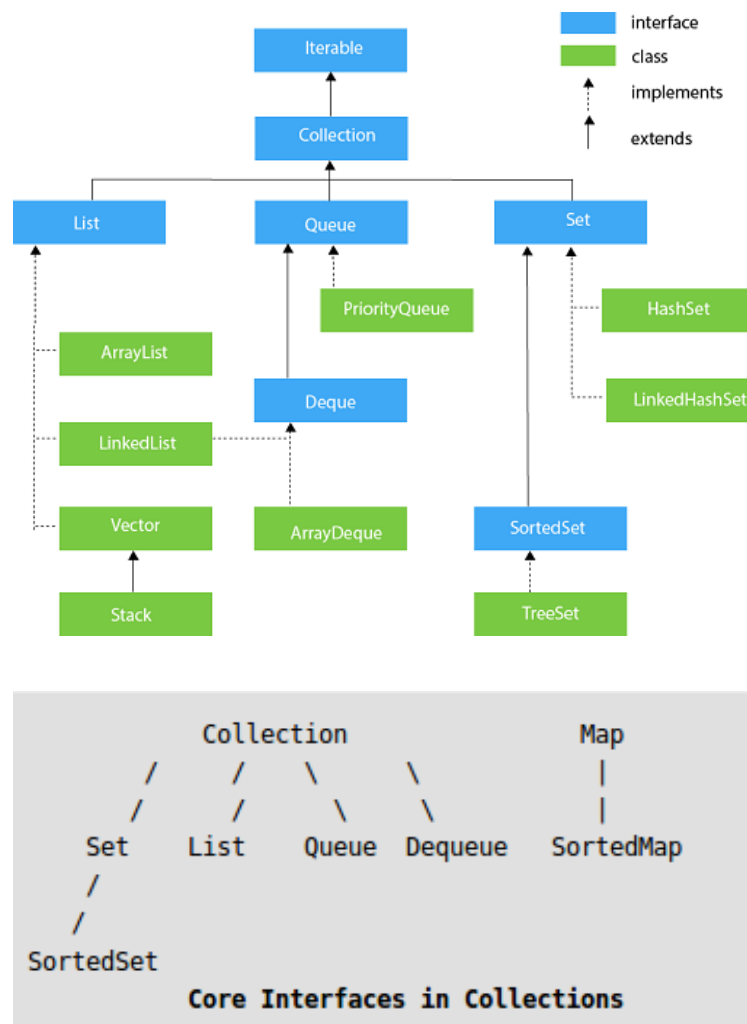 interface
Iterable
class
implements
Collection
extends
List
Queue
Set
PriorityQueue
HashSet
ArrayList
Deque
LinkedHashSet
LinkedList
Vector
ArrayDeque
SortedSet
Stack
TreeSet
Collection Map
/ / \ \ |
/ / \ \ |
Set List Queue Dequeue SortedMap
/
/
SortedSet
Core Interfaces in Collections